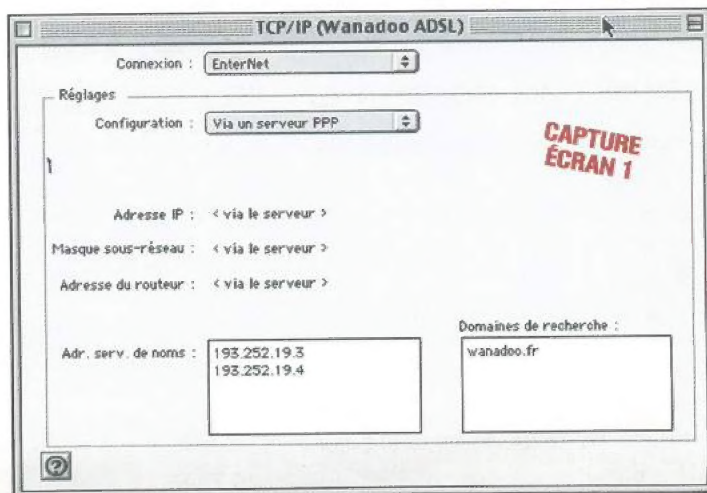 TCP/IP (Wanadoo ADSL)
Connexion : EnterNet
Réglages
Configuration : Via un serveur PPP
CAPTURE
ÉCRAN 1
Adresse IP : < via le serveur >
Masque sous-réseau : < via le serveur >
Adresse du routeur : < via le serveur >
Domaines de recherche :
Adr. serv. de noms : 193.252.19.3
193.252.19.4
wanadoo.fr
?